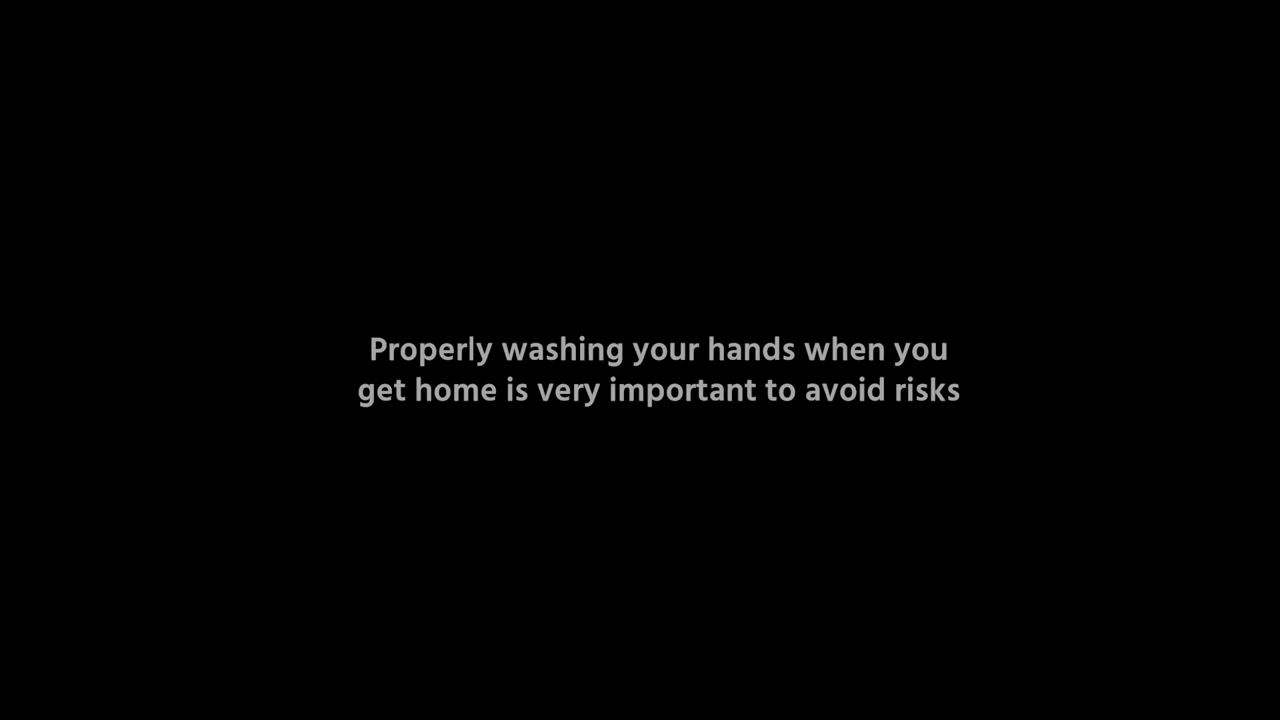 Properly washing your hands when you
get home is very important to avoid risks